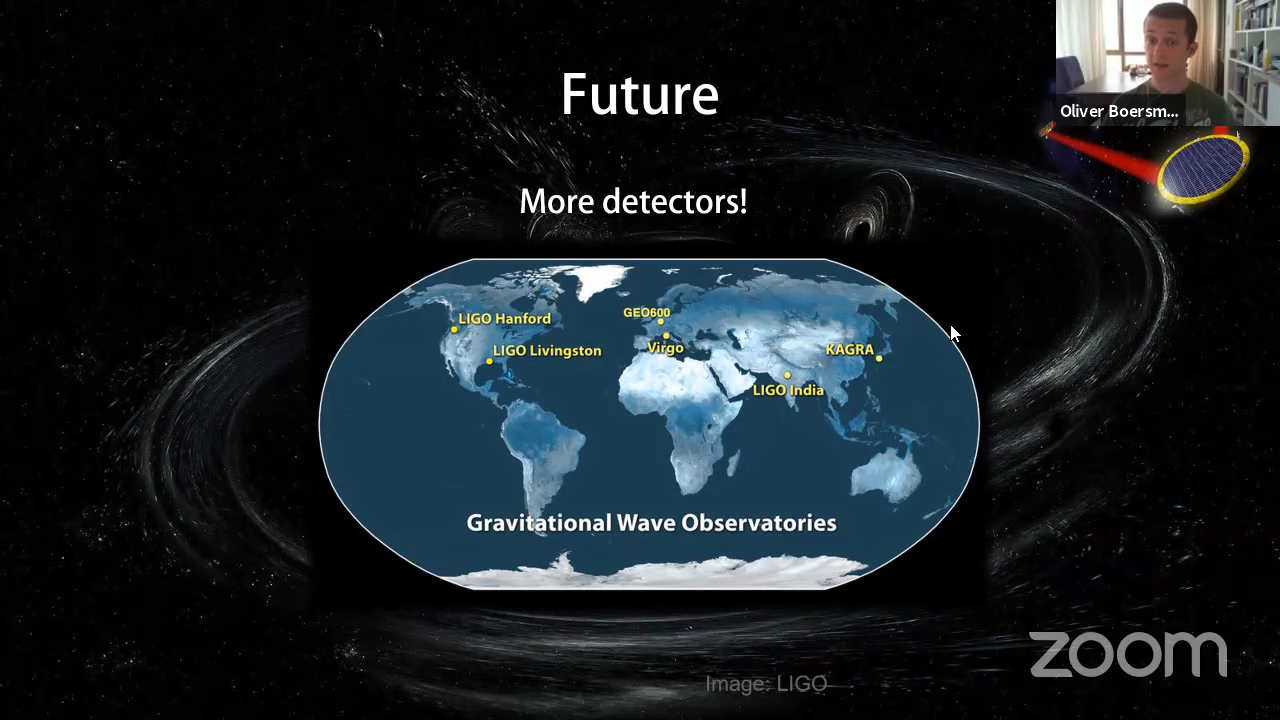 Future
Oliver Boersm...
More detectors!
GEO600
LIGO Hanford
Virgo
KAGRA
LIGO Livingston
LIGO India
Gravitational Wave Observatories
zoom
Image: LIGO